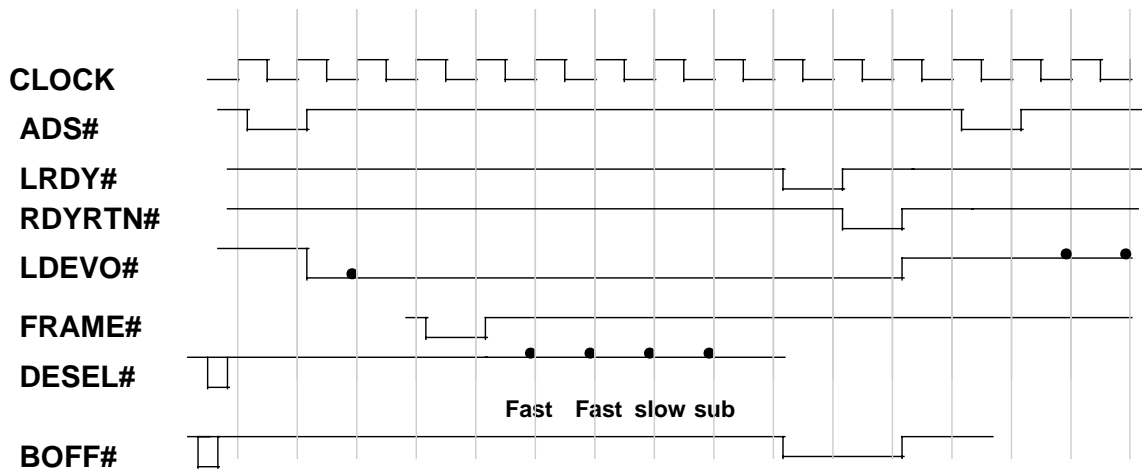 CLOCK
ADS#
LRDY#
RDYRTN#
LDEVO#
FRAME#
DESEL#
Fast Fast slow sub
BOFF#